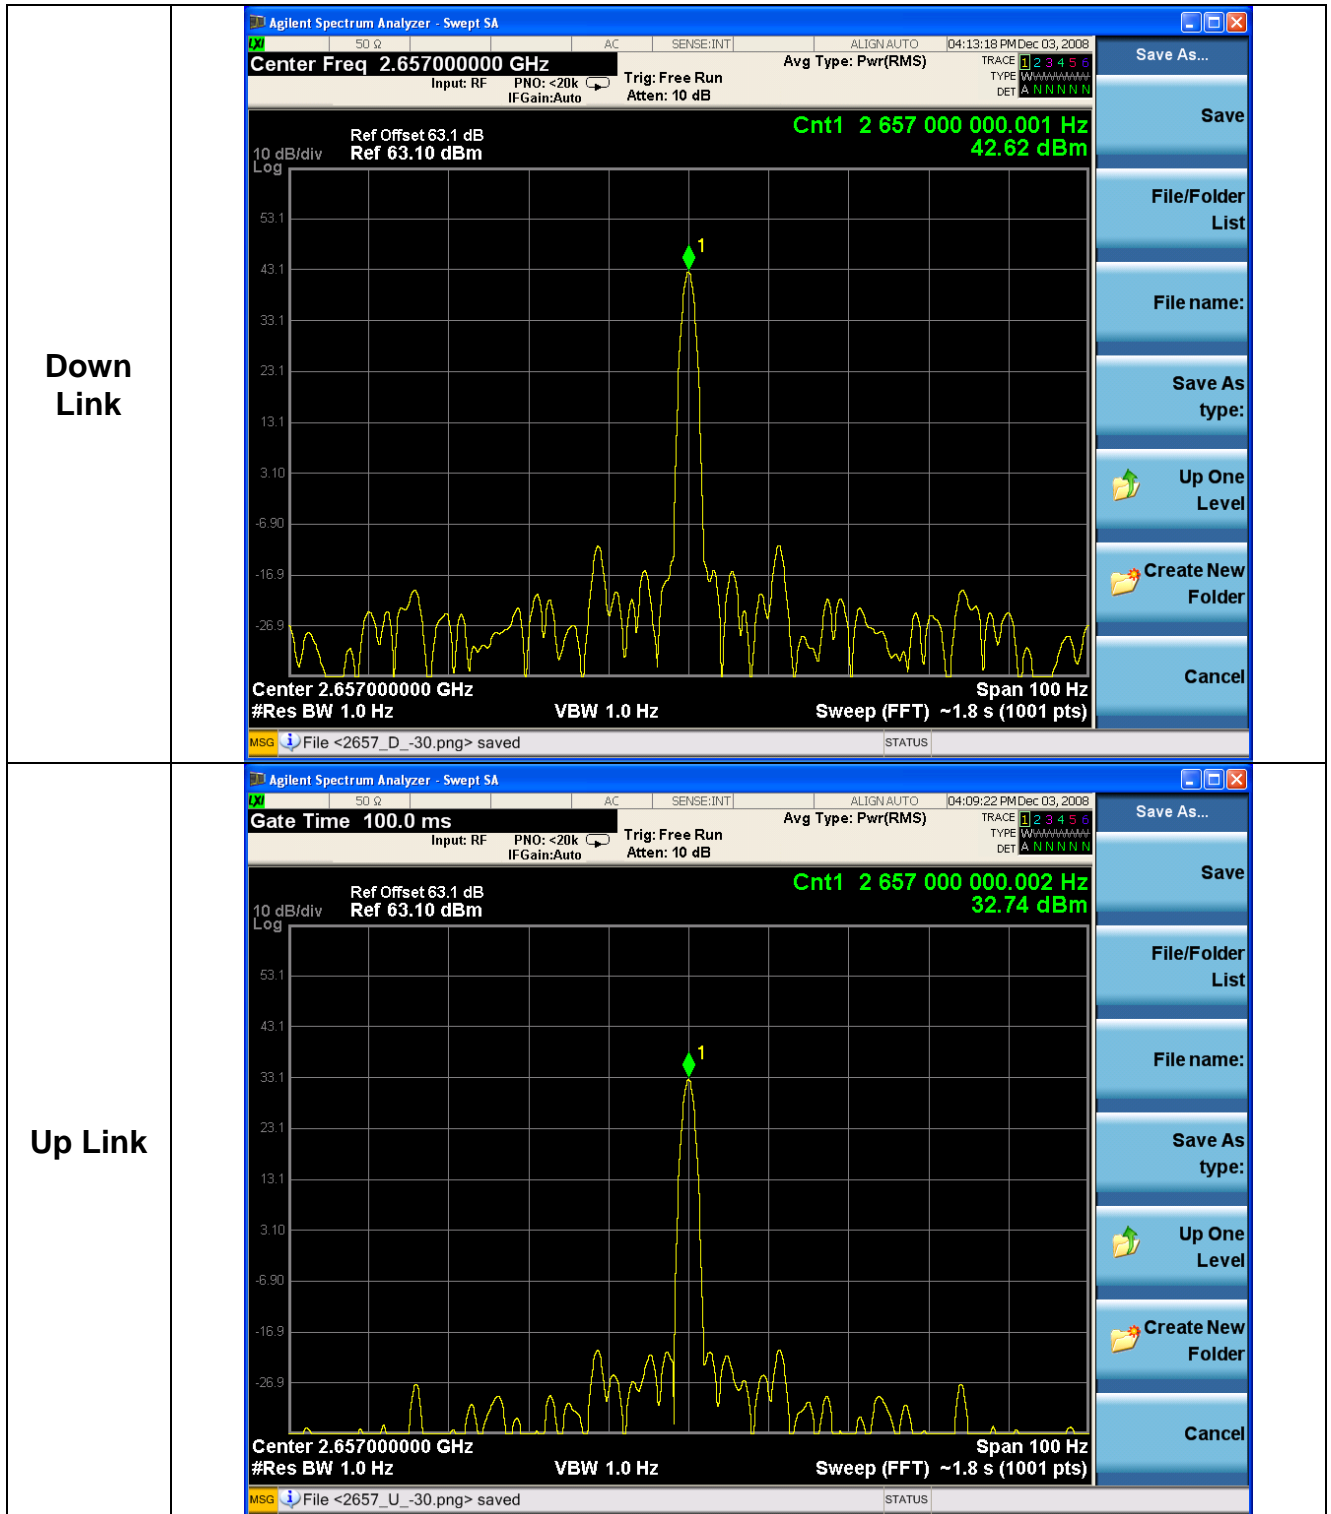 Down
Link
Agilent Spectrum Analyzer - Swept SA
LXI 50 Ω AC SENSE:INT ALIGN AUTO 04:13:18 PM Dec 03, 2008
Center Freq 2.657000000 GHz
Input: RF PNO: <20k
IFGain:Auto
Trig: Free Run
Atten: 10 dB
Avg Type: Pwr(RMS)
TRACE 1 2 3 4 5 6
TYPE
DET A N N N N N
Cnt1 2 657 000 000.001 Hz
42.62 dBm
Ref Offset 63.1 dB
10 dB/div Ref 63.10 dBm
Log
53.1
43.1
33.1
23.1
13.1
3.10
-6.90
-16.9
-26.9
1
Center 2.657000000 GHz Span 100 Hz
#Res BW 1.0 Hz VBW 1.0 Hz Sweep (FFT) ~1.8 s (1001 pts)
MSG File <2657_D_-30.png> saved STATUS
Save As...
Save
File/Folder
List
File name:
Save As
type:
Up One
Level
Create New
Folder
Cancel
Up Link
Agilent Spectrum Analyzer - Swept SA
LXI 50 Ω AC SENSE:INT ALIGN AUTO 04:09:22 PM Dec 03, 2008
Gate Time 100.0 ms
Input: RF PNO: <20k
IFGain:Auto
Trig: Free Run
Atten: 10 dB
Avg Type: Pwr(RMS)
TRACE 1 2 3 4 5 6
TYPE
DET A N N N N N
Cnt1 2 657 000 000.002 Hz
32.74 dBm
Ref Offset 63.1 dB
10 dB/div Ref 63.10 dBm
Log
53.1
43.1
33.1
23.1
13.1
3.10
-6.90
-16.9
-26.9
1
Center 2.657000000 GHz Span 100 Hz
#Res BW 1.0 Hz VBW 1.0 Hz Sweep (FFT) ~1.8 s (1001 pts)
MSG File <2657_U_-30.png> saved STATUS
Save As...
Save
File/Folder
List
File name:
Save As
type:
Up One
Level
Create New
Folder
Cancel